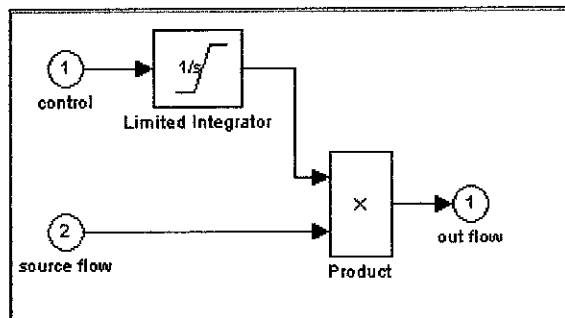 1
control
1/s
Limited Integrator
2
source flow
×
Product
1
out flow